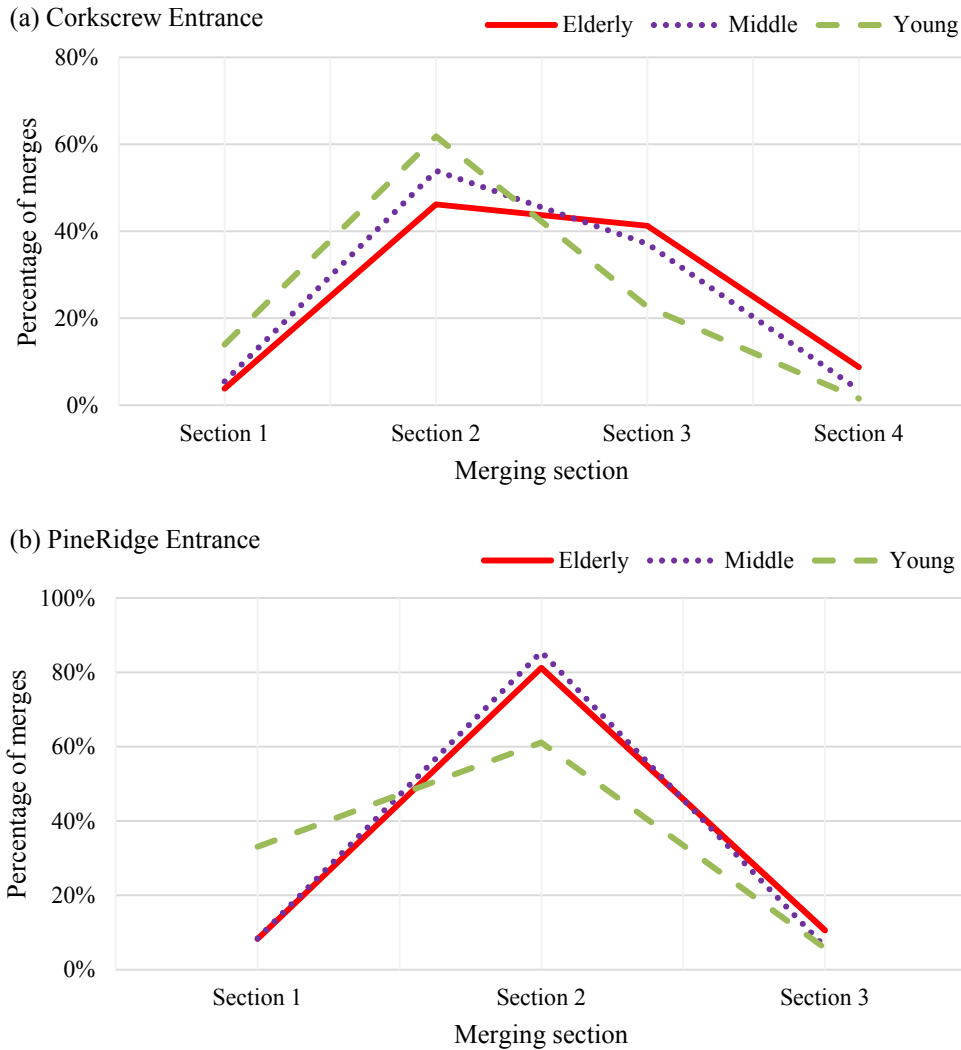 (a) Corkscrew Entrance
Elderly Middle Young
80%
60%
40%
20%
0%
Percentage of merges
Section 1 Section 2 Section 3 Section 4
Merging section
(b) PineRidge Entrance
Elderly Middle Young
100%
80%
60%
40%
20%
0%
Percentage of merges
Section 1 Section 2 Section 3
Merging section